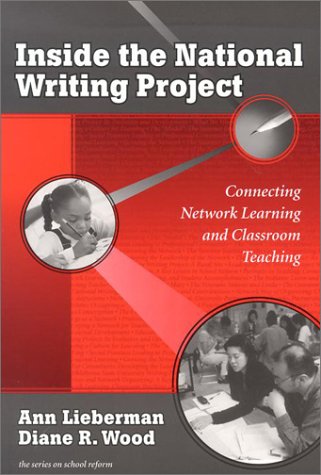 Inside the National
Writing Project
Connecting
Network Learning
and Classroom
Teaching
Ann Lieberman
Diane R. Wood
the series on school reform